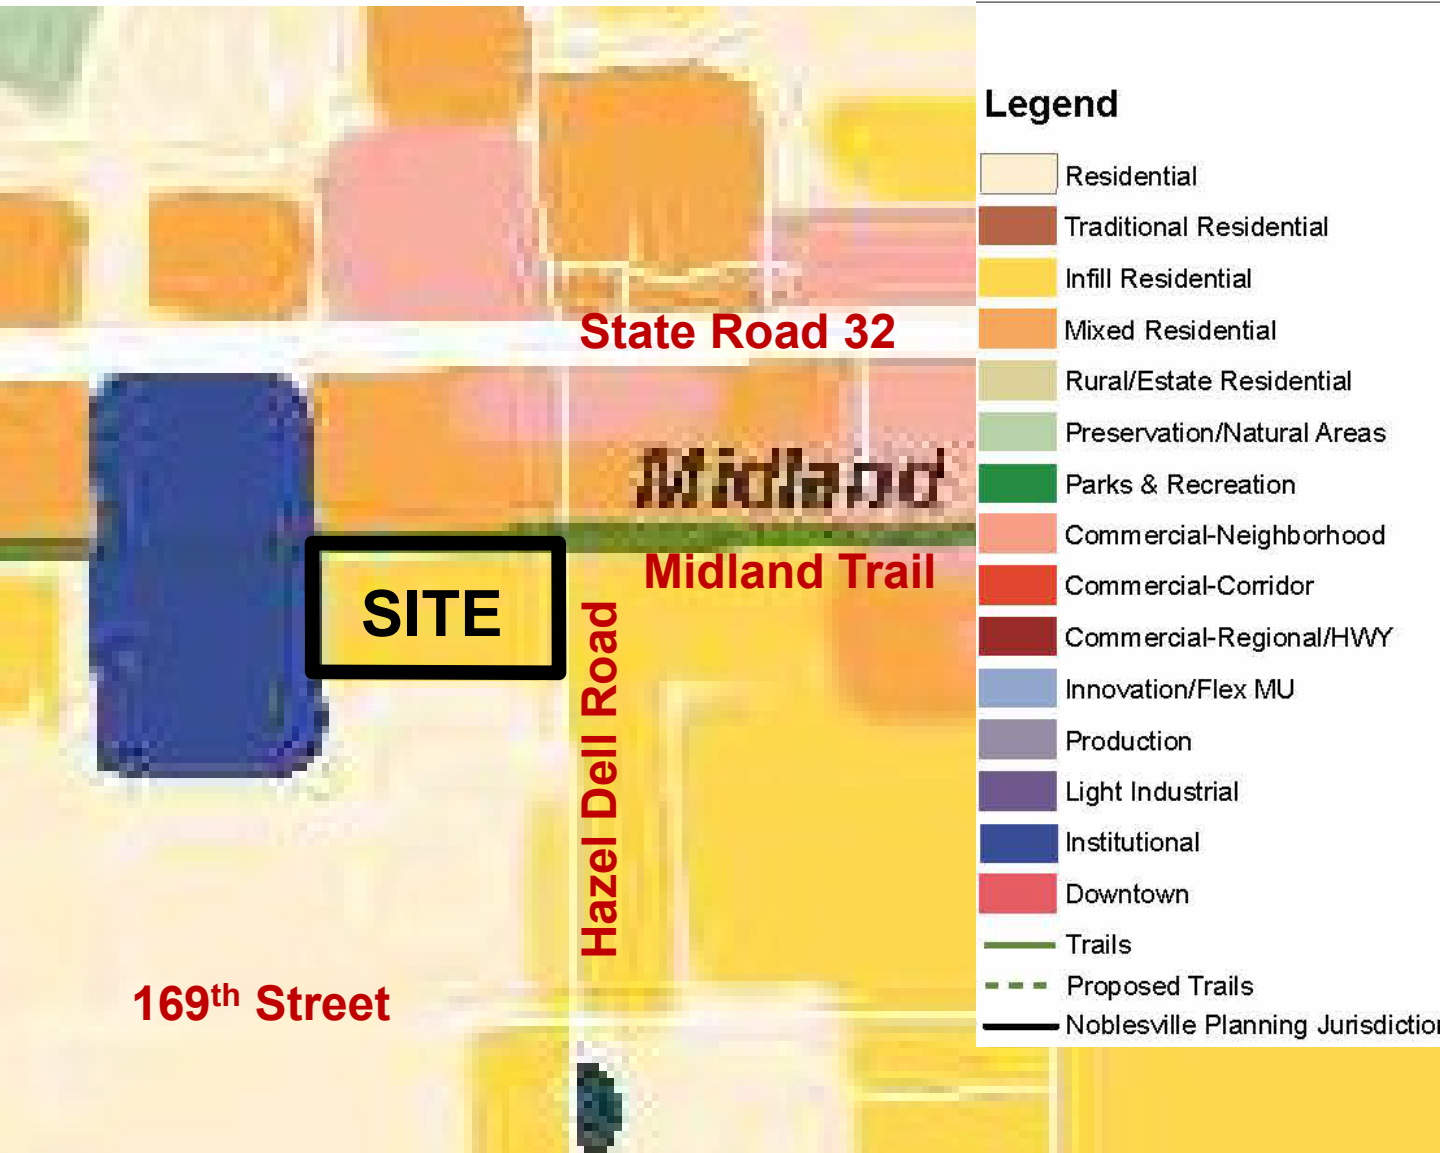 Legend
Residential
Traditional Residential
Infill Residential
Mixed Residential
Rural/Estate Residential
Preservation/Natural Areas
Parks & Recreation
Commercial-Neighborhood
Commercial-Corridor
Commercial-Regional/HWY
Innovation/Flex MU
Production
Light Industrial
Institutional
Downtown
Trails
Proposed Trails
Noblesville Planning Jurisdiction
State Road 32
Midland
Midland Trail
SITE
Hazel Dell Road
169th Street